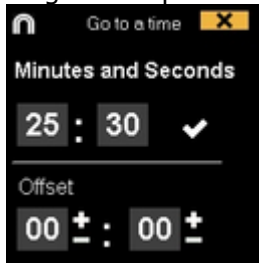 Go to a time X
Minutes and Seconds
25 : 30
Offset
00 + - : 00 + -